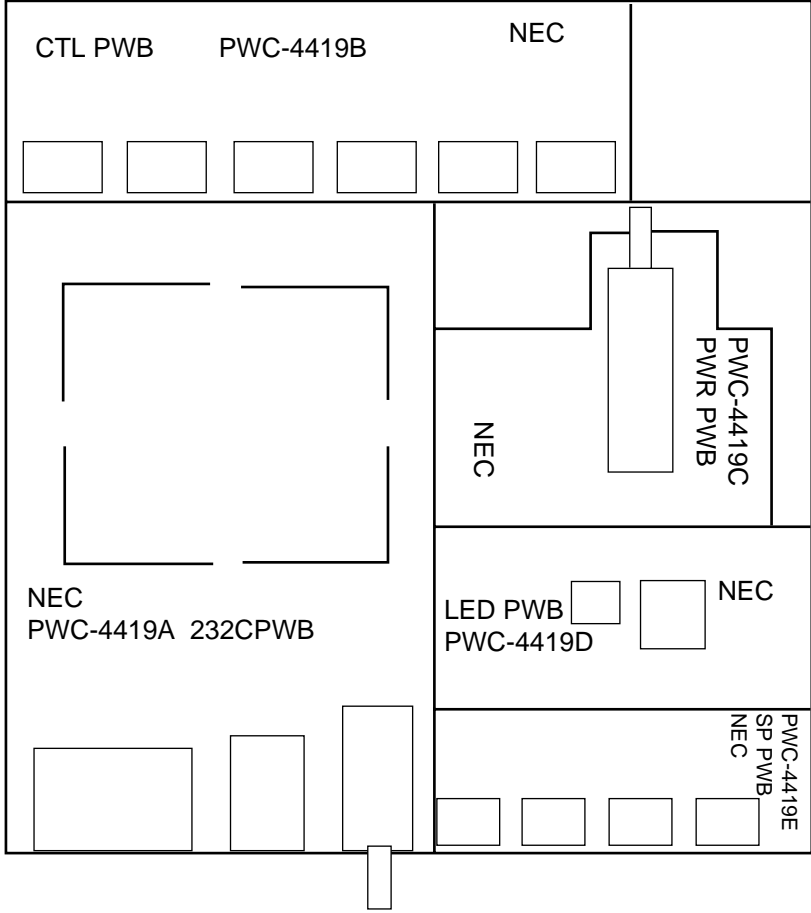 CTL PWB PWC-4419B NEC
PWC-4419C
PWR PWB
NEC
NEC
PWC-4419A 232CPWB
LED PWB
PWC-4419D
NEC
PWC-4419E
SP PWB
NEC